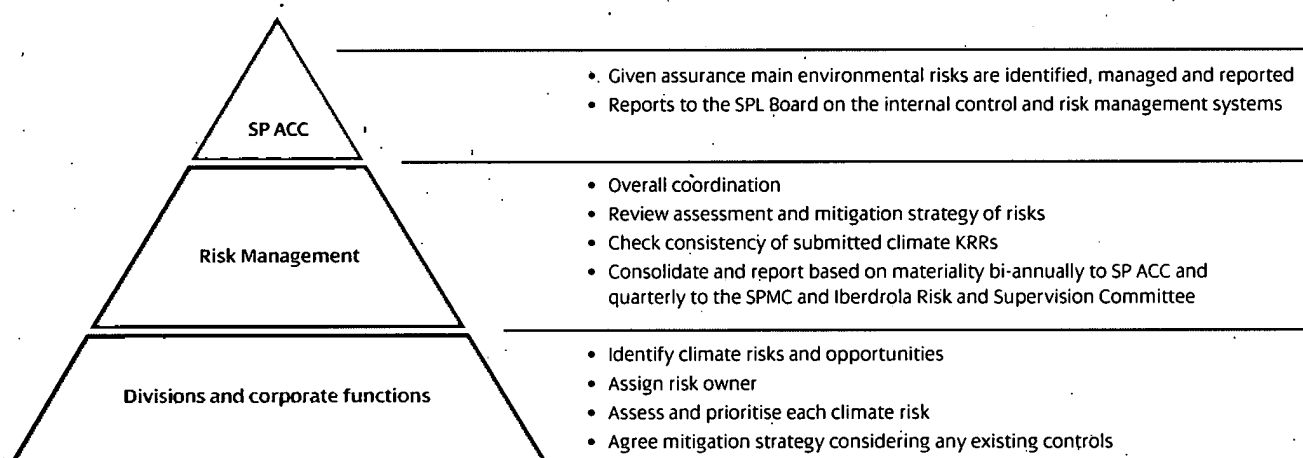 SP ACC
• Given assurance main environmental risks are identified, managed and reported
• Reports to the SPL Board on the internal control and risk management systems
Risk Management
• Overall coordination
• Review assessment and mitigation strategy of risks
• Check consistency of submitted climate KRRs
• Consolidate and report based on materiality bi-annually to SP ACC and
quarterly to the SPMC and Iberdrola Risk and Supervision Committee
Divisions and corporate functions
• Identify climate risks and opportunities
• Assign risk owner
• Assess and prioritise each climate risk
• Agree mitigation strategy considering any existing controls